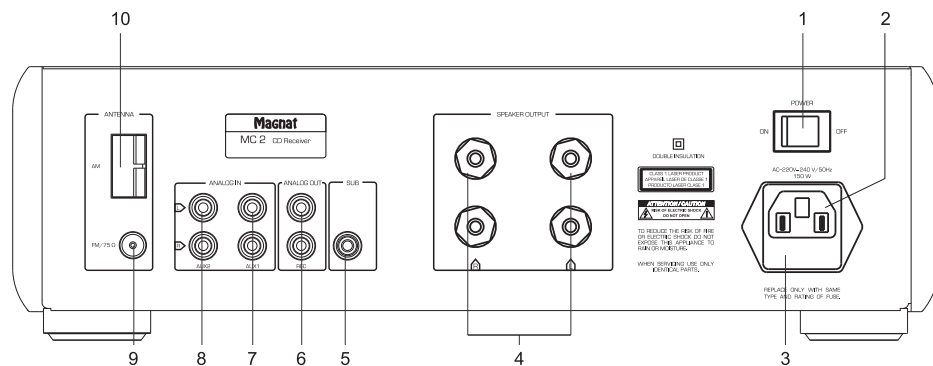 10
1
2
ANTENNA
AM
FM/75Ω
Magnat
MC 2 CD Receiver
ANALOG IN
ANALOG OUT
SUB
L
R
AUX2
AUX1
REC
SPEAKER OUTPUT
R
L
DOUBLE INSULATION
CLASS 1 LASER PRODUCT
APPAREIL LASER DE CLASSE 1
PRODUCTO LASER CLASE 1
ATTENTION/CAUTION
RISK OF ELECTRIC SHOCK
DO NOT OPEN
TO REDUCE THE RISK OF FIRE
OR ELECTRIC SHOCK DO NOT
EXPOSE THIS APPLIANCE TO
RAIN OR MOISTURE.
WHEN SERVICING USE ONLY
IDENTICAL PARTS.
POWER
ON
OFF
AC~220V~240V/50Hz
150 W
REPLACE ONLY WITH SAME
TYPE AND RATING OF FUSE.
9
8
7
6
5
4
3